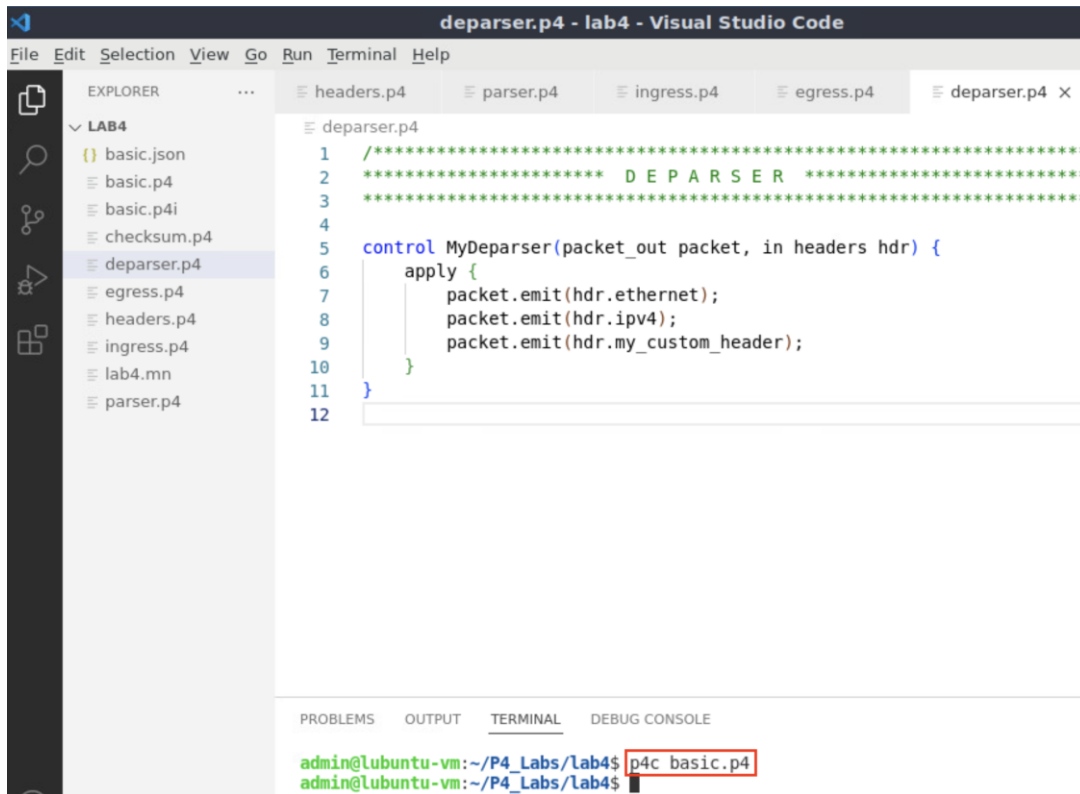 deparser.p4 - lab4 - Visual Studio Code
File Edit Selection View Go Run Terminal Help
EXPLORER ...
headers.p4 parser.p4 ingress.p4 egress.p4 deparser.p4 ×
LAB4
deparser.p4
{} basic.json
basic.p4
basic.p4i
checksum.p4
deparser.p4
egress.p4
headers.p4
ingress.p4
lab4.mn
parser.p4
1 /********************************************************************
2 *********************** D E P A R S E R **************************
3 ********************************************************************
4
5 control MyDeparser(packet_out packet, in headers hdr) {
6 apply {
7 packet.emit(hdr.ethernet);
8 packet.emit(hdr.ipv4);
9 packet.emit(hdr.my_custom_header);
10 }
11 }
12
PROBLEMS OUTPUT TERMINAL DEBUG CONSOLE
admin@lubuntu-vm:~/P4_Labs/lab4$ p4c basic.p4
admin@lubuntu-vm:~/P4_Labs/lab4$